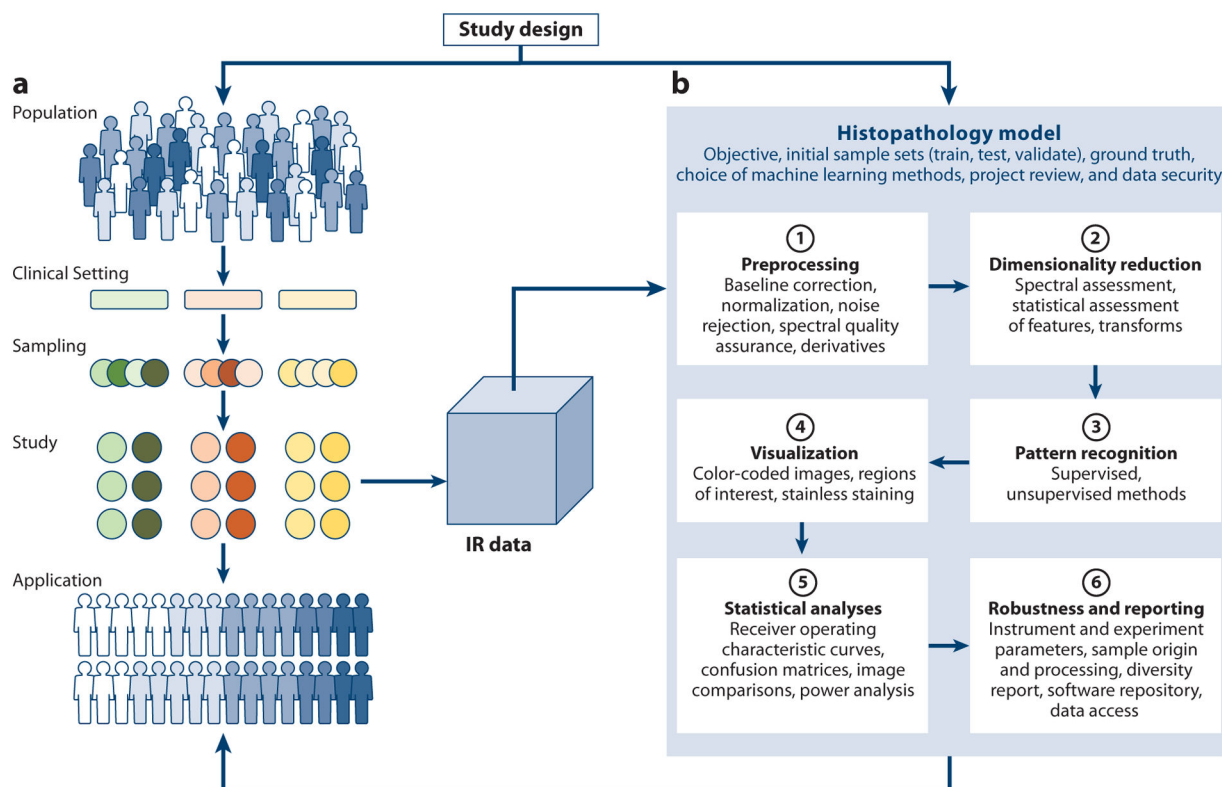 Study design
a
Population
Clinical Setting
Sampling
Study
Application
IR data
b
Histopathology model
Objective, initial sample sets (train, test, validate), ground truth,
choice of machine learning methods, project review, and data security
1
Preprocessing
Baseline correction,
normalization, noise
rejection, spectral quality
assurance, derivatives
2
Dimensionality reduction
Spectral assessment,
statistical assessment
of features, transforms
3
Pattern recognition
Supervised,
unsupervised methods
4
Visualization
Color-coded images, regions
of interest, stainless staining
5
Statistical analyses
Receiver operating
characteristic curves,
confusion matrices, image
comparisons, power analysis
6
Robustness and reporting
Instrument and experiment
parameters, sample origin
and processing, diversity
report, software repository,
data access